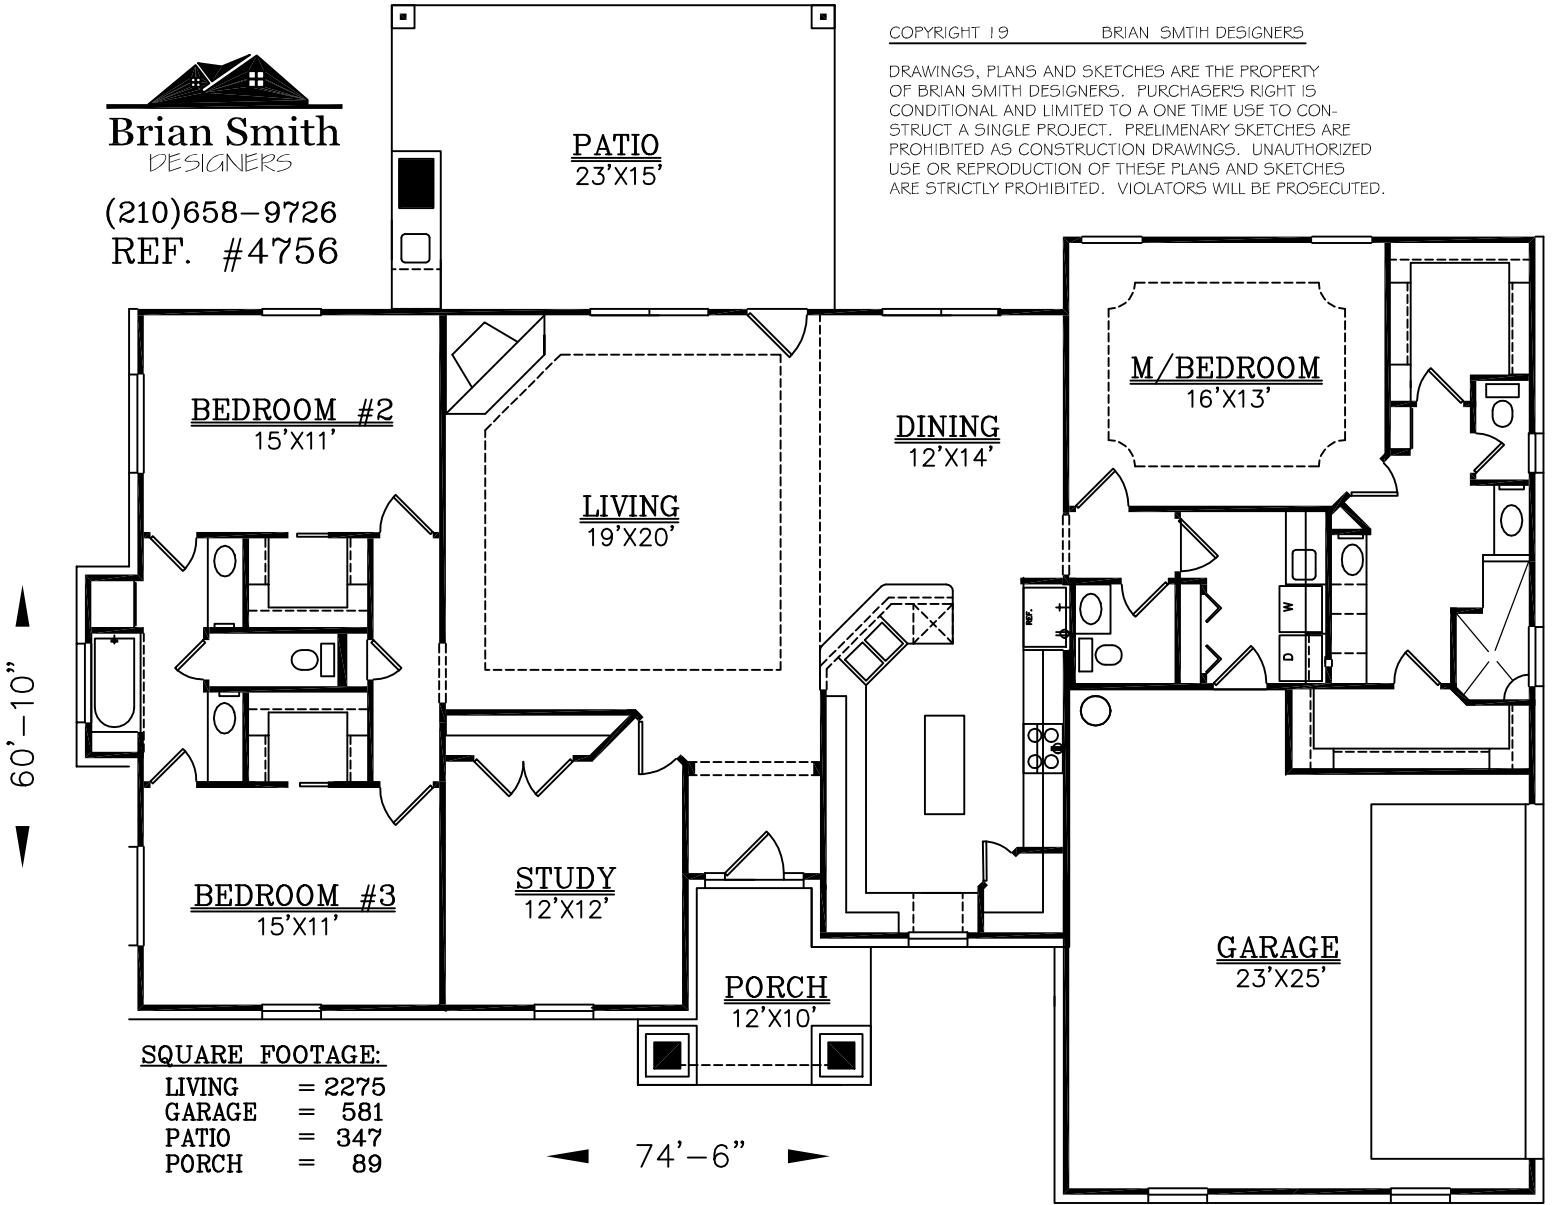 COPYRIGHT 19 BRIAN SMTIH DESIGNERS
DRAWINGS, PLANS AND SKETCHES ARE THE PROPERTY
OF BRIAN SMITH DESIGNERS. PURCHASER'S RIGHT IS
CONDITIONAL AND LIMITED TO A ONE TIME USE TO CON-
STRUCT A SINGLE PROJECT. PRELIMENARY SKETCHES ARE
PROHIBITED AS CONSTRUCTION DRAWINGS. UNAUTHORIZED
USE OR REPRODUCTION OF THESE PLANS AND SKETCHES
ARE STRICTLY PROHIBITED. VIOLATORS WILL BE PROSECUTED.
Brian Smith
DESIGNERS
(210)658-9726
REF. #4756
PATIO
23'X15'
M/BEDROOM
16'X13'
BEDROOM #2
15'X11'
DINING
12'X14'
LIVING
19'X20'
REF.
W
D
60'-10"
BEDROOM #3
15'X11'
STUDY
12'X12'
GARAGE
23'X25'
PORCH
12'X10'
SQUARE FOOTAGE:
LIVING = 2275
GARAGE = 581
PATIO = 347
PORCH = 89
74'-6"